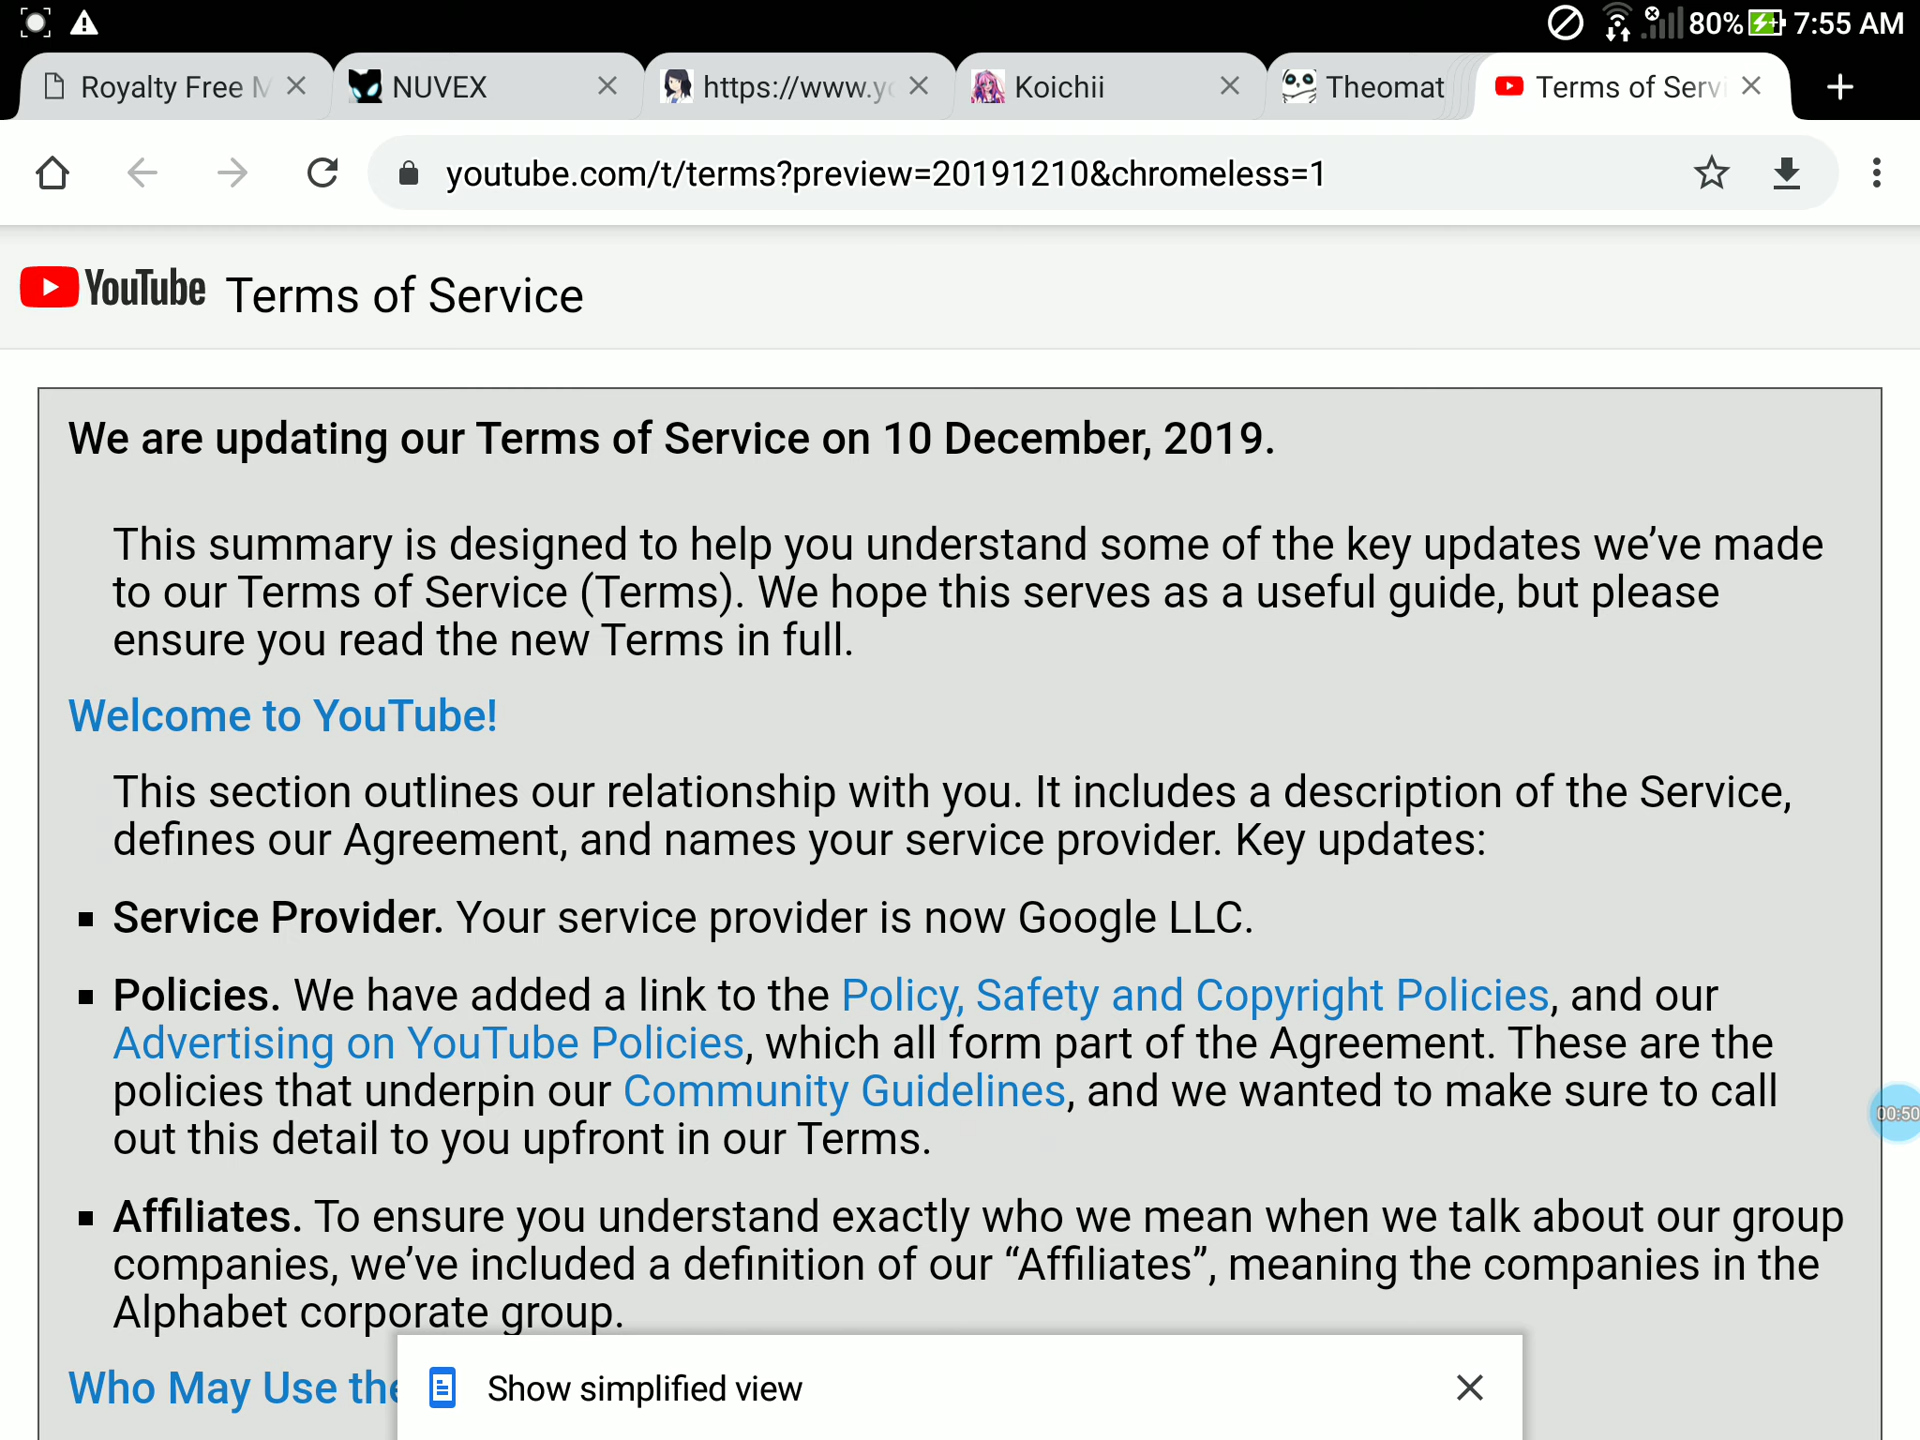 80% 7:55 AM
Royalty Free
NUVEX
https://www.yo
Koichii
Theomat
Terms of Servi
youtube.com/t/terms?preview=20191210&chromeless=1
YouTube Terms of Service
We are updating our Terms of Service on 10 December, 2019.
This summary is designed to help you understand some of the key updates we’ve made
to our Terms of Service (Terms). We hope this serves as a useful guide, but please
ensure you read the new Terms in full.
Welcome to YouTube!
This section outlines our relationship with you. It includes a description of the Service,
defines our Agreement, and names your service provider. Key updates:
Service Provider. Your service provider is now Google LLC.
Policies. We have added a link to the Policy, Safety and Copyright Policies, and our
Advertising on YouTube Policies, which all form part of the Agreement. These are the
policies that underpin our Community Guidelines, and we wanted to make sure to call
out this detail to you upfront in our Terms.
00:50
Affiliates. To ensure you understand exactly who we mean when we talk about our group
companies, we’ve included a definition of our “Affiliates”, meaning the companies in the
Alphabet corporate group.
Who May Use the
Show simplified view